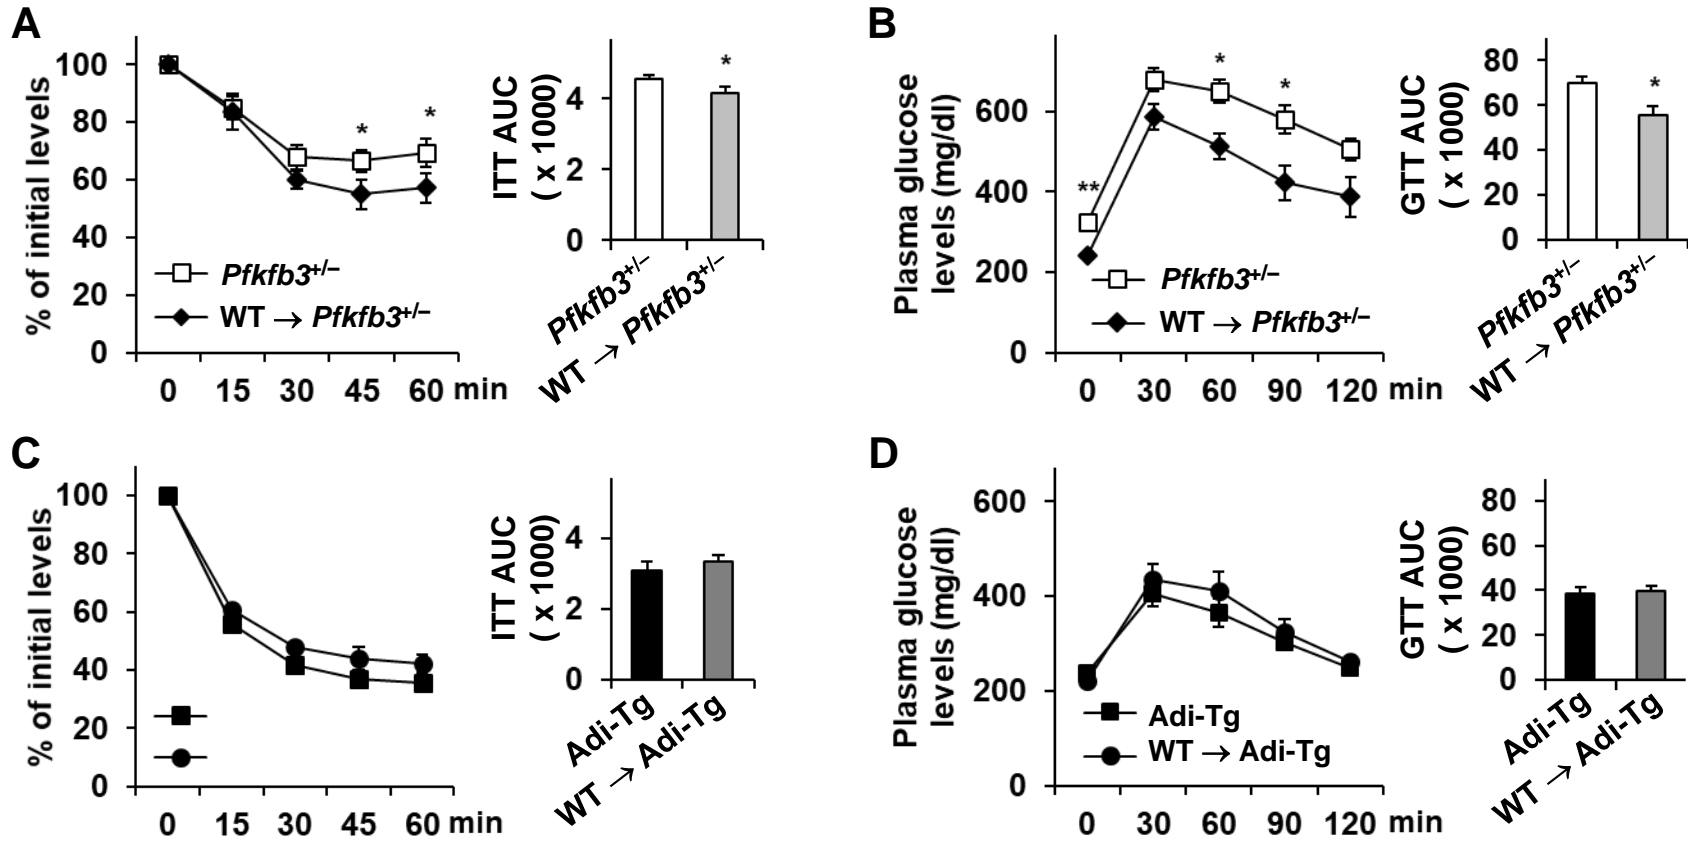 A
% of initial levels
100
80
60
40
20
0
* *
Pfkfb3+/–
WT → Pfkfb3+/–
0 15 30 45 60 min
ITT AUC
( x 1000)
4
2
0
*
Pfkfb3+/–
WT → Pfkfb3+/–
B
Plasma glucose
levels (mg/dl)
600
400
200
0
** * *
Pfkfb3+/–
WT → Pfkfb3+/–
0 30 60 90 120 min
GTT AUC
( x 1000)
80
60
40
20
0
*
Pfkfb3+/–
WT → Pfkfb3+/–
C
% of initial levels
100
80
60
40
20
0
0 15 30 45 60 min
ITT AUC
( x 1000)
4
2
0
Adi-Tg
WT → Adi-Tg
D
Plasma glucose
levels (mg/dl)
600
400
200
0
Adi-Tg
WT → Adi-Tg
0 30 60 90 120 min
GTT AUC
( x 1000)
80
60
40
20
0
Adi-Tg
WT → Adi-Tg